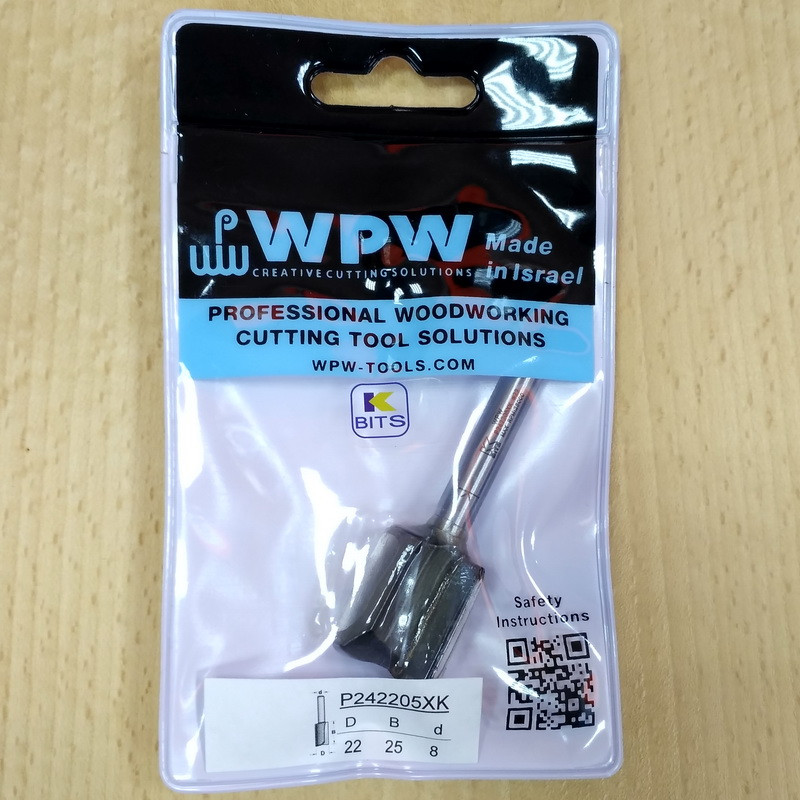 WPW
CREATIVE CUTTING SOLUTIONS
Made
in Israel
PROFESSIONAL WOODWORKING
CUTTING TOOL SOLUTIONS
WPW-TOOLS.COM
K
BITS
Safety
Instructions
P242205XK
D B d
22 25 8